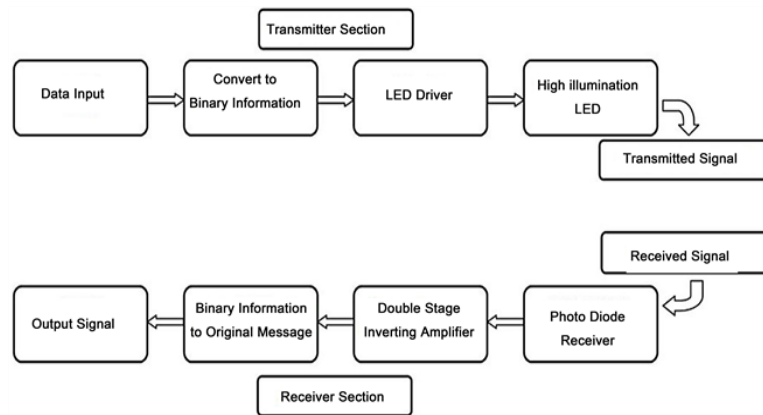 Transmitter Section
Data Input
Convert to
Binary Information
LED Driver
High illumination
LED
Transmitted Signal
Received Signal
Output Signal
Binary Information
to Original Message
Double Stage
Inverting Amplifier
Photo Diode
Receiver
Receiver Section